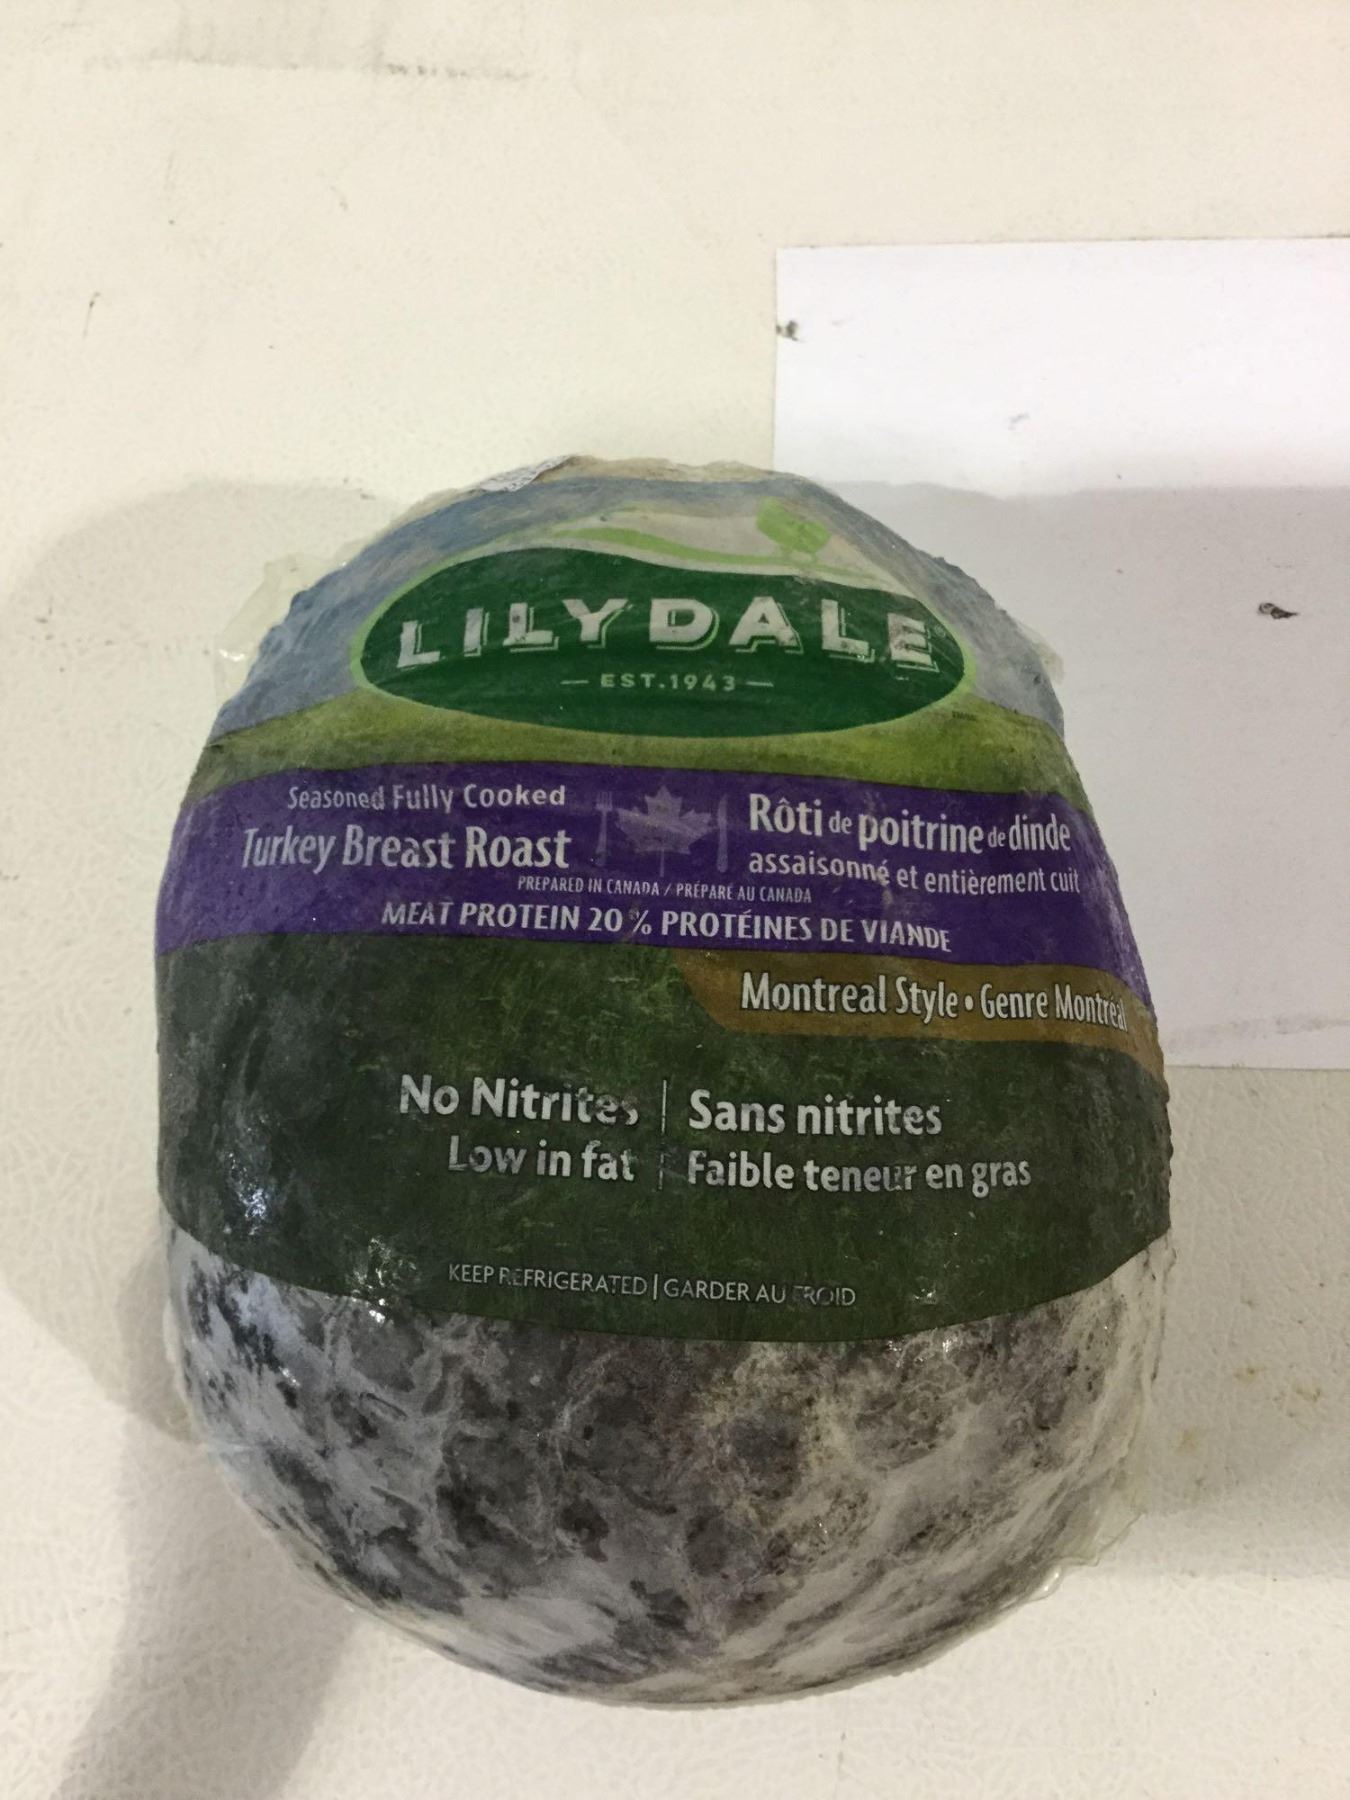 LILYDALE
EST.1943
Seasoned Fully Cooked
Turkey Breast Roast
Rôti de poitrine de dinde
assaisonné et entièrement cuit
PREPARED IN CANADA / PRÉPARÉ AU CANADA
MEAT PROTEIN 20 % PROTÉINES DE VIANDE
Montreal Style • Genre Montréal
No Nitrites | Sans nitrites
Low in fat | Faible teneur en gras
KEEP REFRIGERATED | GARDER AU FROID